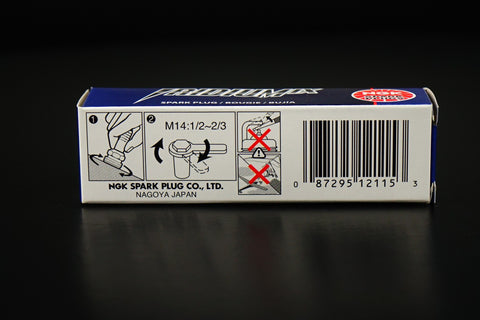 SPARK PLUG / BOUGIE / BUJIA
NGK
1
2
M14:1/2~2/3
NGK SPARK PLUG CO., LTD.
NAGOYA JAPAN
0 87295 12115 3